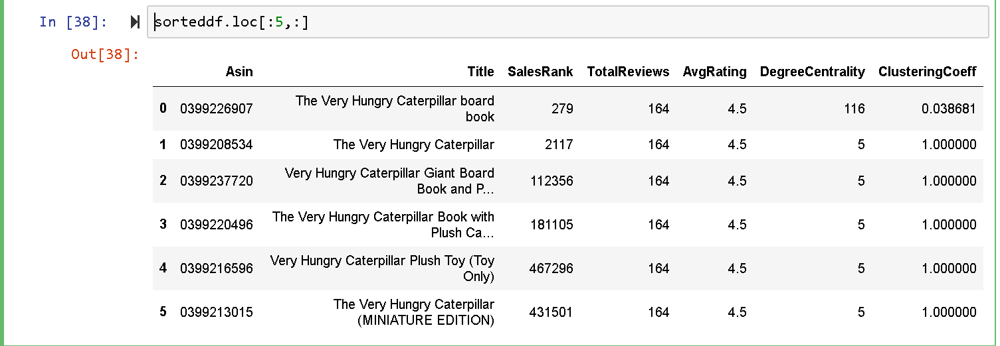 In [38]: sorteddf.loc[:5,:]
Out[38]:
Asin Title SalesRank TotalReviews AvgRating DegreeCentrality ClusteringCoeff
0 0399226907 The Very Hungry Caterpillar board book 279 164 4.5 116 0.038681
1 0399208534 The Very Hungry Caterpillar 2117 164 4.5 5 1.000000
2 0399237720 Very Hungry Caterpillar Giant Board Book and P... 112356 164 4.5 5 1.000000
3 0399220496 The Very Hungry Caterpillar Book with Plush Ca... 181105 164 4.5 5 1.000000
4 0399216596 Very Hungry Caterpillar Plush Toy (Toy Only) 467296 164 4.5 5 1.000000
5 0399213015 The Very Hungry Caterpillar (MINIATURE EDITION) 431501 164 4.5 5 1.000000